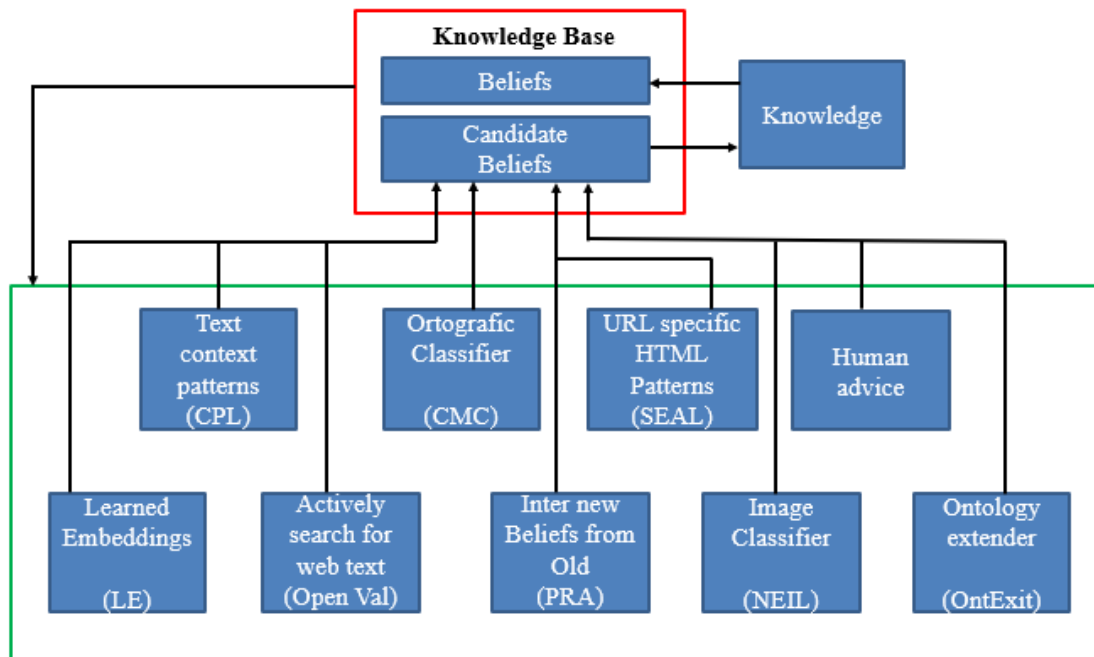 Knowledge Base
Beliefs
Knowledge
Candidate
Beliefs
Text
context
patterns
(CPL)
Ortografic
Classifier
(CMC)
URL specific
HTML
Patterns
(SEAL)
Human
advice
Learned
Embeddings
(LE)
Actively
search for
web text
(Open Val)
Inter new
Beliefs from
Old
(PRA)
Image
Classifier
(NEIL)
Ontology
extender
(OntExit)